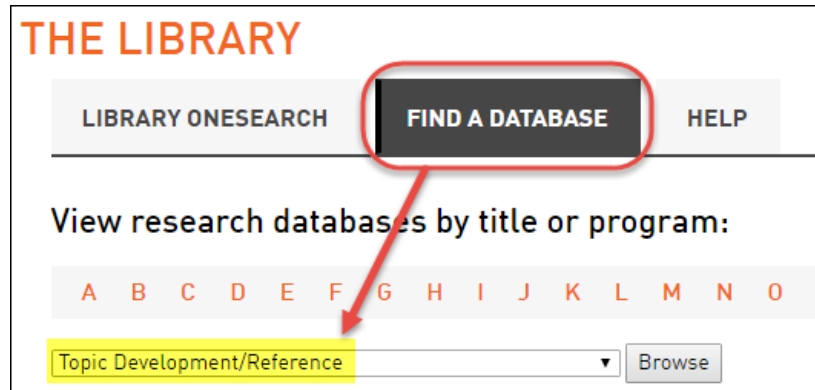 THE LIBRARY
LIBRARY ONESEARCH FIND A DATABASE HELP
View research databases by title or program:
A B C D E F G H I J K L M N O
Topic Development/Reference Browse